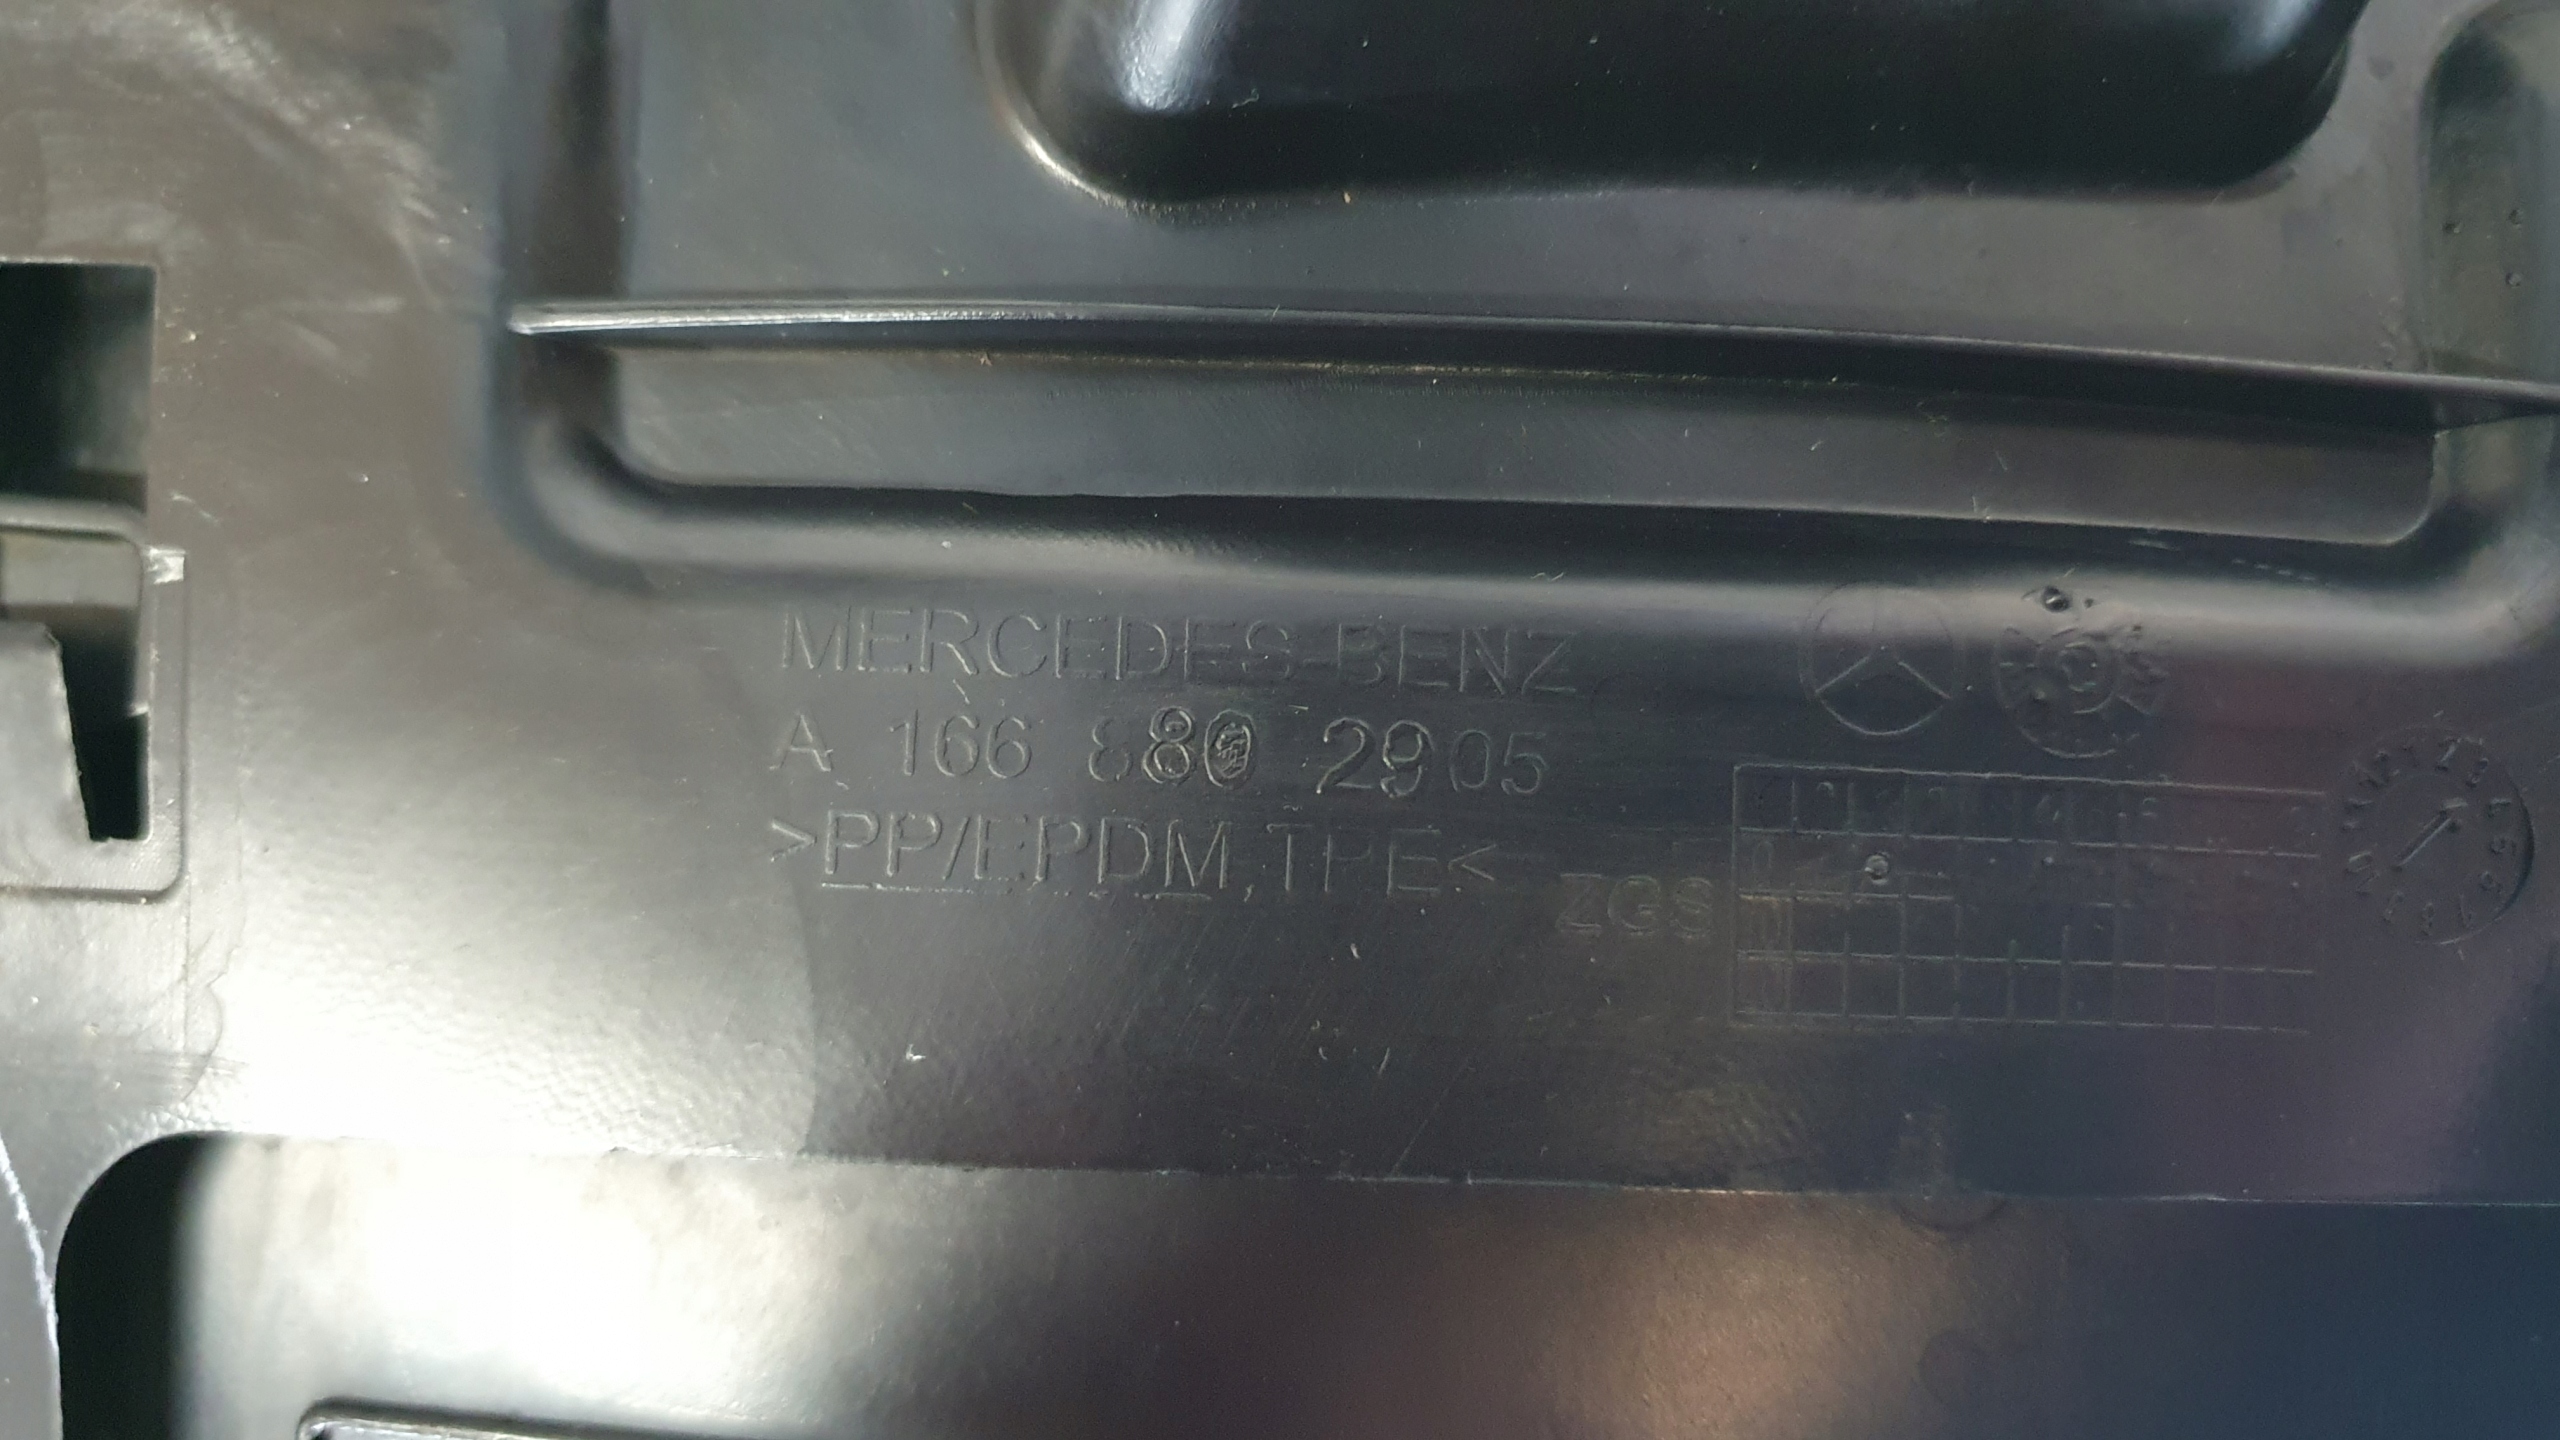 MERCEDES-BENZ
A 166 880 2905
>PP/EPDM,TPE<
ZGS